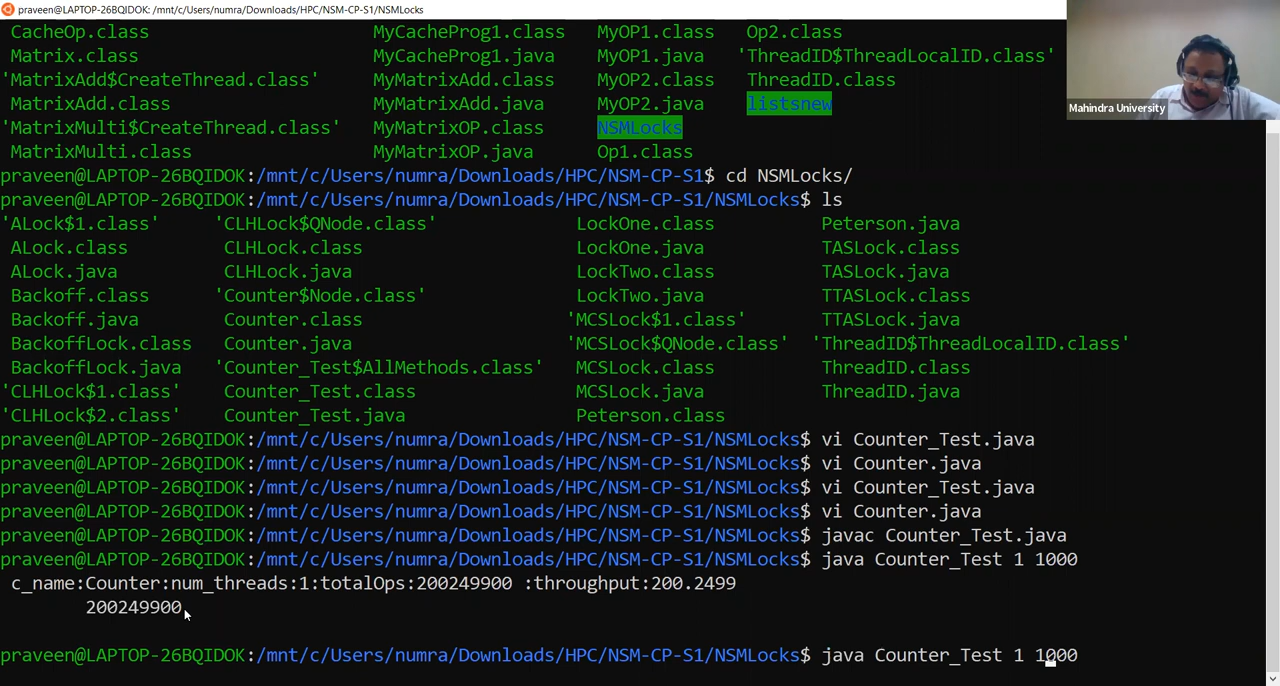 praveen@LAPTOP-26BQIDOK: /mnt/c/Users/numra/Downloads/HPC/NSM-CP-S1/NSMLocks
CacheOp.class MyCacheProg1.class MyOP1.class Op2.class
Matrix.class MyCacheProg1.java MyOP1.java 'ThreadID$ThreadLocalID.class'
'MatrixAdd$CreateThread.class' MyMatrixAdd.class MyOP2.class ThreadID.class
MatrixAdd.class MyMatrixAdd.java MyOP2.java listsnew
'MatrixMulti$CreateThread.class' MyMatrixOP.class NSMLocks
MatrixMulti.class MyMatrixOP.java Op1.class
Mahindra University
praveen@LAPTOP-26BQIDOK:/mnt/c/Users/numra/Downloads/HPC/NSM-CP-S1$ cd NSMLocks/
praveen@LAPTOP-26BQIDOK:/mnt/c/Users/numra/Downloads/HPC/NSM-CP-S1/NSMLocks$ ls
'ALock$1.class' 'CLHLock$QNode.class' LockOne.class Peterson.java
ALock.class CLHLock.class LockOne.java TASLock.class
ALock.java CLHLock.java LockTwo.class TASLock.java
Backoff.class 'Counter$Node.class' LockTwo.java TTASLock.class
Backoff.java Counter.class 'MCSLock$1.class' TTASLock.java
BackoffLock.class Counter.java 'MCSLock$QNode.class' 'ThreadID$ThreadLocalID.class'
BackoffLock.java 'Counter_Test$AllMethods.class' MCSLock.class ThreadID.class
'CLHLock$1.class' Counter_Test.class MCSLock.java ThreadID.java
'CLHLock$2.class' Counter_Test.java Peterson.class
praveen@LAPTOP-26BQIDOK:/mnt/c/Users/numra/Downloads/HPC/NSM-CP-S1/NSMLocks$ vi Counter_Test.java
praveen@LAPTOP-26BQIDOK:/mnt/c/Users/numra/Downloads/HPC/NSM-CP-S1/NSMLocks$ vi Counter.java
praveen@LAPTOP-26BQIDOK:/mnt/c/Users/numra/Downloads/HPC/NSM-CP-S1/NSMLocks$ vi Counter_Test.java
praveen@LAPTOP-26BQIDOK:/mnt/c/Users/numra/Downloads/HPC/NSM-CP-S1/NSMLocks$ vi Counter.java
praveen@LAPTOP-26BQIDOK:/mnt/c/Users/numra/Downloads/HPC/NSM-CP-S1/NSMLocks$ javac Counter_Test.java
praveen@LAPTOP-26BQIDOK:/mnt/c/Users/numra/Downloads/HPC/NSM-CP-S1/NSMLocks$ java Counter_Test 1 1000
c_name:Counter:num_threads:1:totalOps:200249900 :throughput:200.2499
200249900
praveen@LAPTOP-26BQIDOK:/mnt/c/Users/numra/Downloads/HPC/NSM-CP-S1/NSMLocks$ java Counter_Test 1 1000